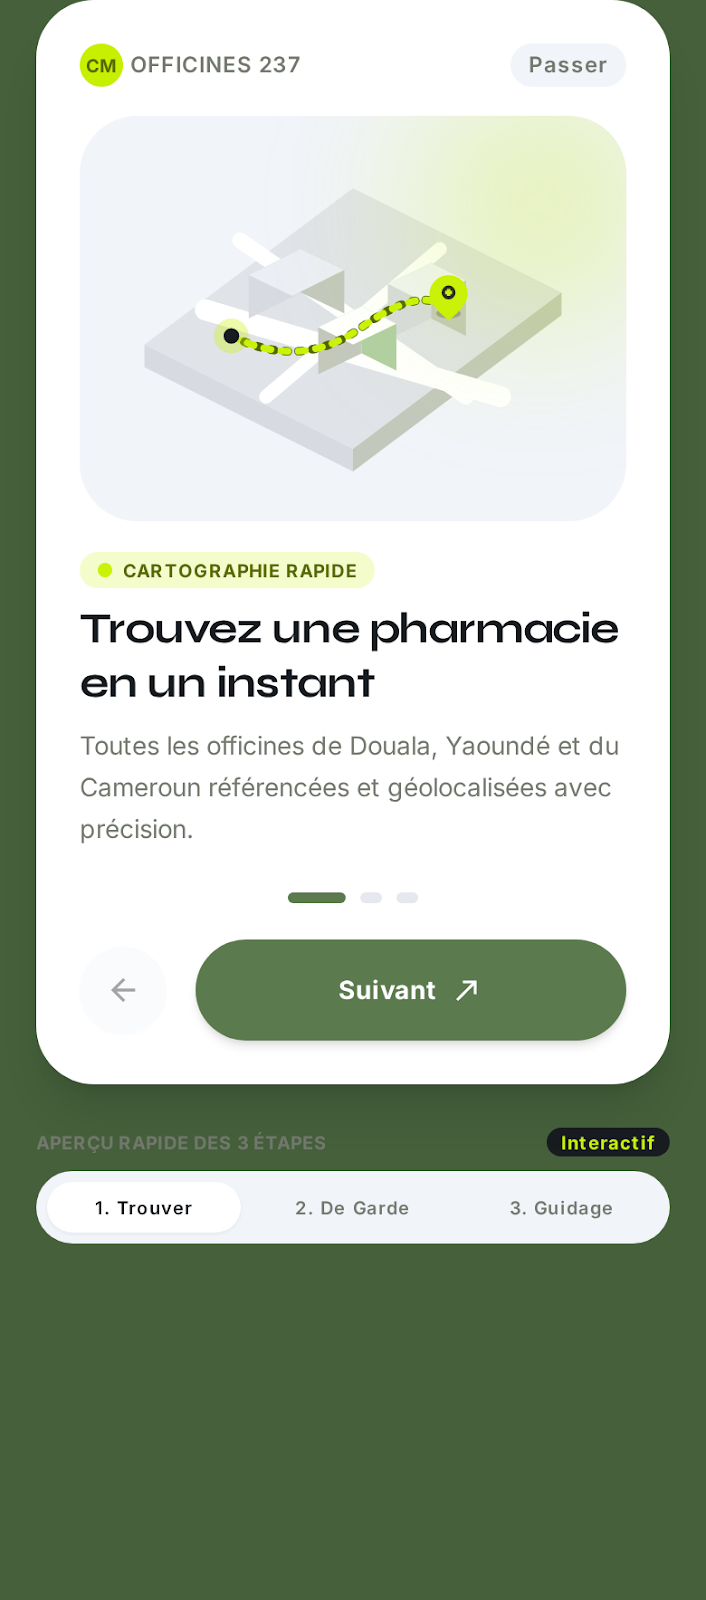 CM OFFICINES 237
Passer
CARTOGRAPHIE RAPIDE
Trouvez une pharmacie
en un instant
Toutes les officines de Douala, Yaoundé et du
Cameroun référencées et géolocalisées avec
précision.
Suivant
APERÇU RAPIDE DES 3 ÉTAPES
Interactif
1. Trouver
2. De Garde
3. Guidage